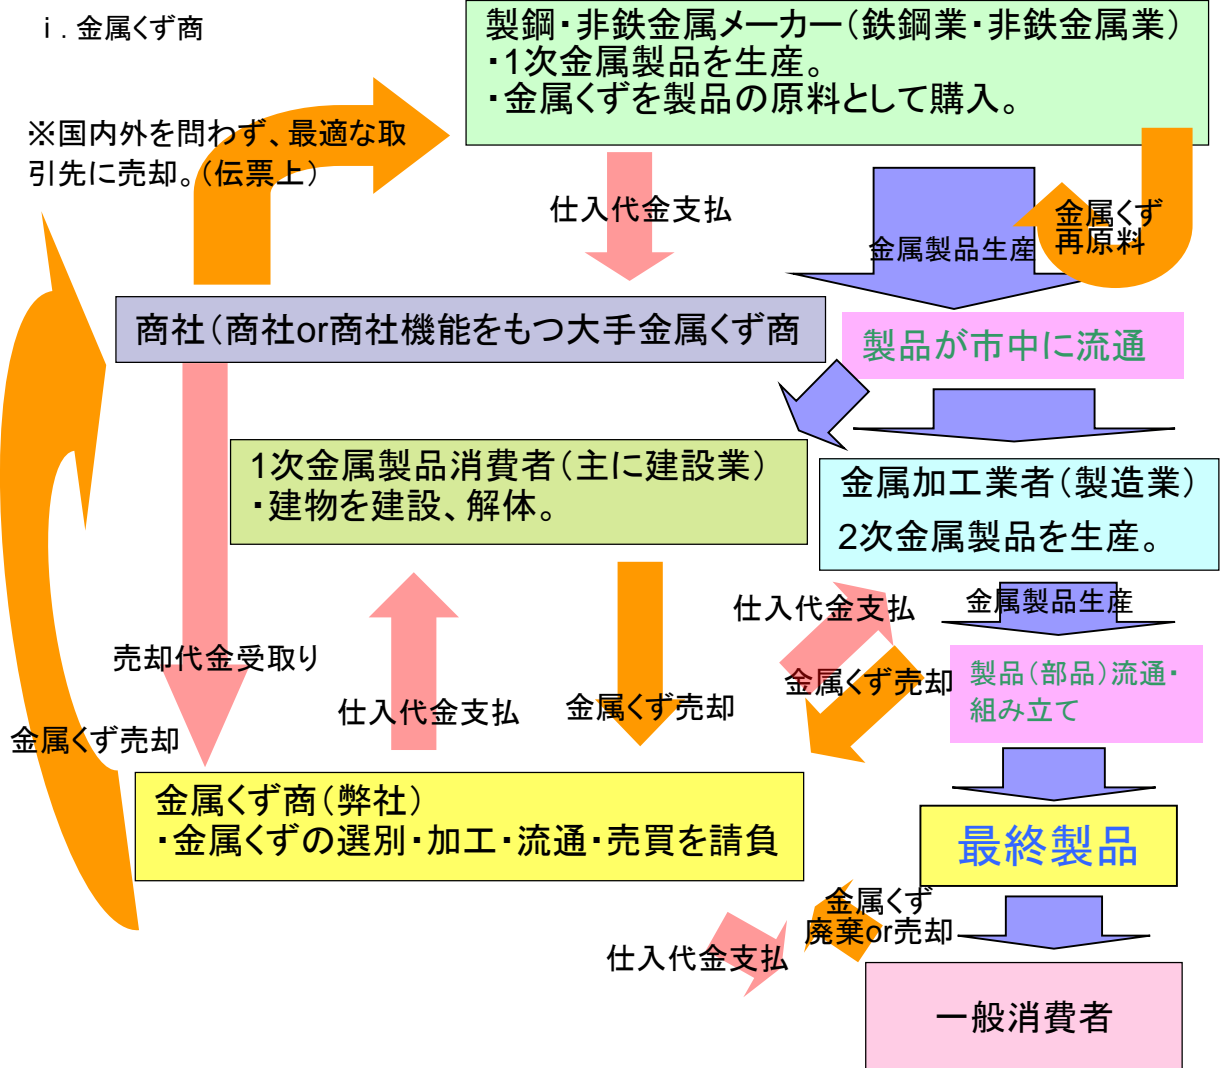 ⅰ．金属くず商
製鋼・非鉄金属メーカー（鉄鋼業・非鉄金属業）
・1次金属製品を生産。
・金属くずを製品の原料として購入。
※国内外を問わず、最適な取
引先に売却。（伝票上）
仕入代金支払
金属くず
再原料
金属製品生産
商社（商社or商社機能をもつ大手金属くず商
製品が市中に流通
1次金属製品消費者（主に建設業）
・建物を建設、解体。
金属加工業者（製造業）
2次金属製品を生産。
仕入代金支払
金属製品生産
売却代金受取り
金属くず売却
製品（部品）流通・
組み立て
仕入代金支払
金属くず売却
金属くず売却
金属くず商（弊社）
・金属くずの選別・加工・流通・売買を請負
最終製品
金属くず
廃棄or売却
仕入代金支払
一般消費者